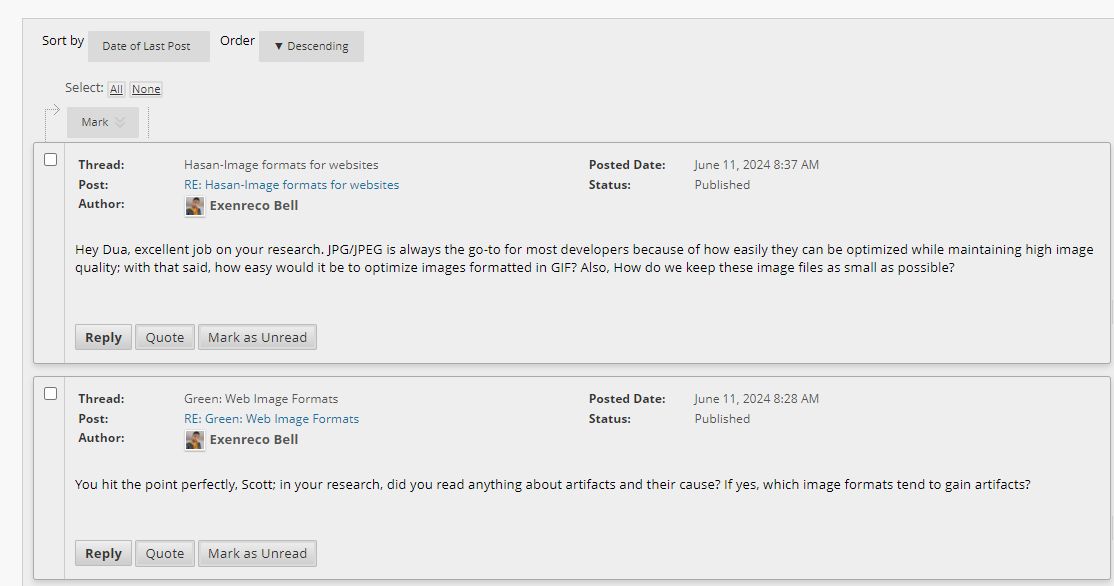 Sort by Date of Last Post Order ▼ Descending
Select: All None
Mark
Thread: Hasan-Image formats for websites Posted Date: June 11, 2024 8:37 AM
Post: RE: Hasan-Image formats for websites Status: Published
Author: Exenreco Bell
Hey Dua, excellent job on your research. JPG/JPEG is always the go-to for most developers because of how easily they can be optimized while maintaining high image
quality; with that said, how easy would it be to optimize images formatted in GIF? Also, How do we keep these image files as small as possible?
Reply Quote Mark as Unread
Thread: Green: Web Image Formats Posted Date: June 11, 2024 8:28 AM
Post: RE: Green: Web Image Formats Status: Published
Author: Exenreco Bell
You hit the point perfectly, Scott; in your research, did you read anything about artifacts and their cause? If yes, which image formats tend to gain artifacts?
Reply Quote Mark as Unread